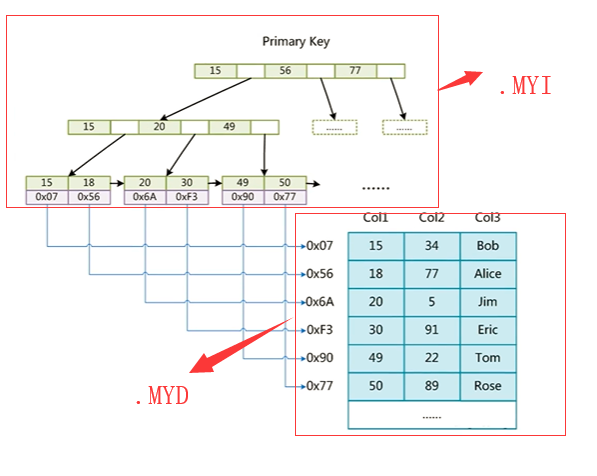 Primary Key
15 56 77
.MYI
15 20 49
...... ......
15 18 20 30 49 50
0x07 0x56 0x6A 0xF3 0x90 0x77
......
Col1 Col2 Col3
0x07 15 34 Bob
0x56 18 77 Alice
0x6A 20 5 Jim
0xF3 30 91 Eric
0x90 49 22 Tom
0x77 50 89 Rose
.MYD
......